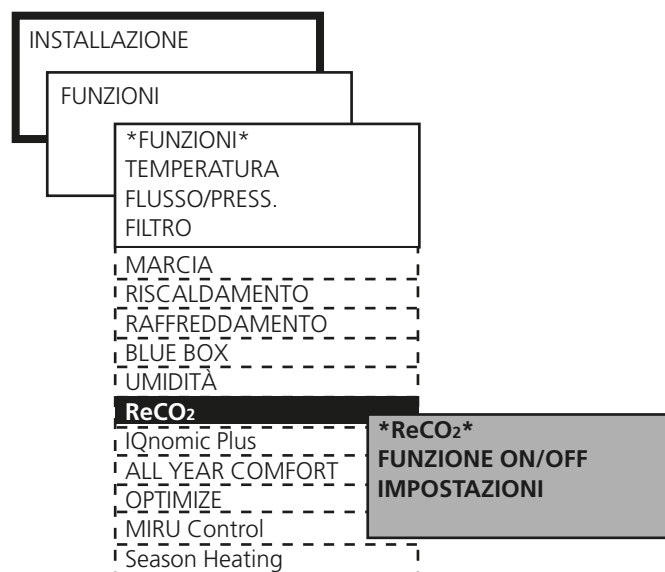 INSTALLAZIONE
FUNZIONI
*FUNZIONI*
TEMPERATURA
FLUSSO/PRESS.
FILTRO
MARCIA
RISCALDAMENTO
RAFFREDDAMENTO
BLUE BOX
UMIDITÀ
ReCO₂
IQnomic Plus
ALL YEAR COMFORT
OPTIMIZE
MIRU Control
Season Heating
*ReCO₂*
FUNZIONE ON/OFF
IMPOSTAZIONI